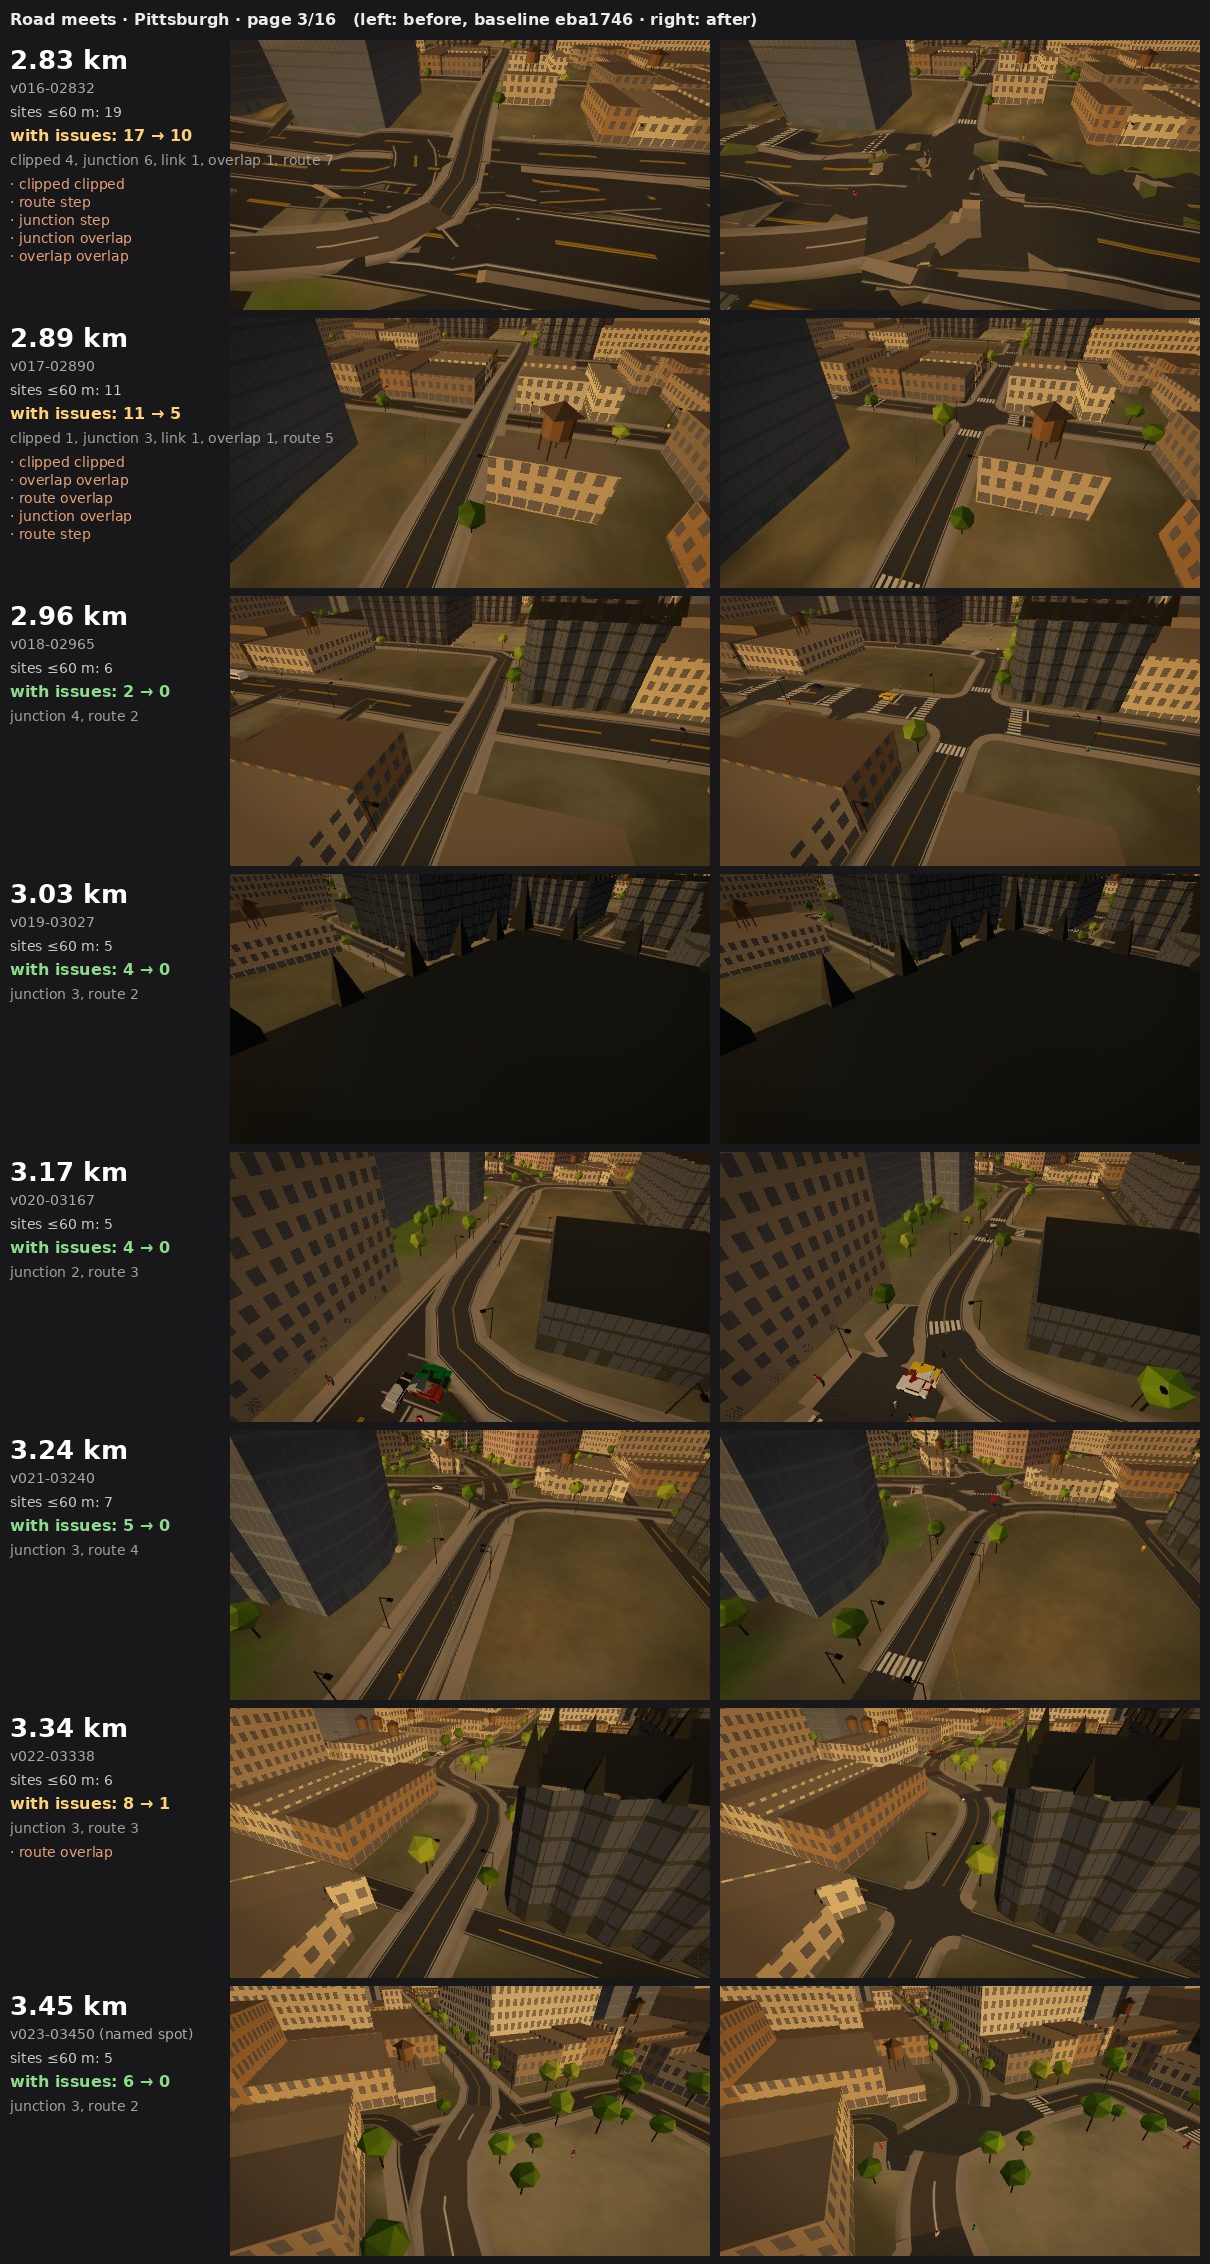 Road meets · Pittsburgh · page 3/16 (left: before, baseline eba1746 · right: after)
2.83 km
v016-02832
sites ≤60 m: 19
with issues: 17 → 10
clipped 4, junction 6, link 1, overlap 1, route 7
· clipped clipped
· route step
· junction step
· junction overlap
· overlap overlap
2.89 km
v017-02890
sites ≤60 m: 11
with issues: 11 → 5
clipped 1, junction 3, link 1, overlap 1, route 5
· clipped clipped
· overlap overlap
· route overlap
· junction overlap
· route step
2.96 km
v018-02965
sites ≤60 m: 6
with issues: 2 → 0
junction 4, route 2
3.03 km
v019-03027
sites ≤60 m: 5
with issues: 4 → 0
junction 3, route 2
3.17 km
v020-03167
sites ≤60 m: 5
with issues: 4 → 0
junction 2, route 3
3.24 km
v021-03240
sites ≤60 m: 7
with issues: 5 → 0
junction 3, route 4
3.34 km
v022-03338
sites ≤60 m: 6
with issues: 8 → 1
junction 3, route 3
· route overlap
3.45 km
v023-03450 (named spot)
sites ≤60 m: 5
with issues: 6 → 0
junction 3, route 2